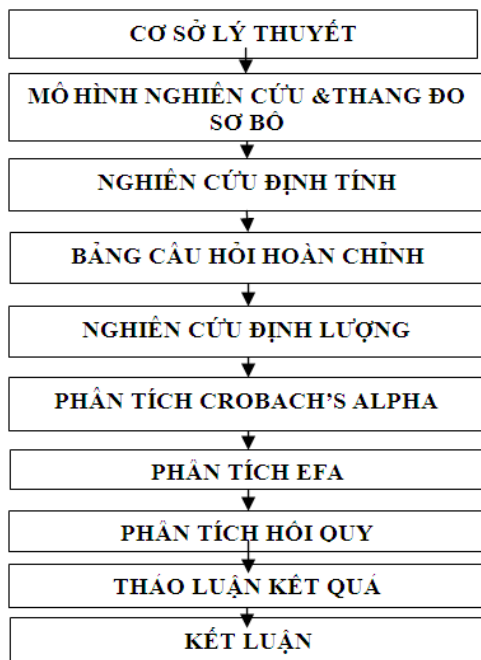 CƠ SỞ LÝ THUYẾT
MÔ HÌNH NGHIÊN CỨU &THANG ĐO
SƠ BỘ
NGHIÊN CỨU ĐỊNH TÍNH
BẢNG CÂU HỎI HOÀN CHỈNH
NGHIÊN CỨU ĐỊNH LƯỢNG
PHÂN TÍCH CROBACH'S ALPHA
PHÂN TÍCH EFA
PHÂN TÍCH HỒI QUY
THẢO LUẬN KẾT QUẢ
KẾT LUẬN